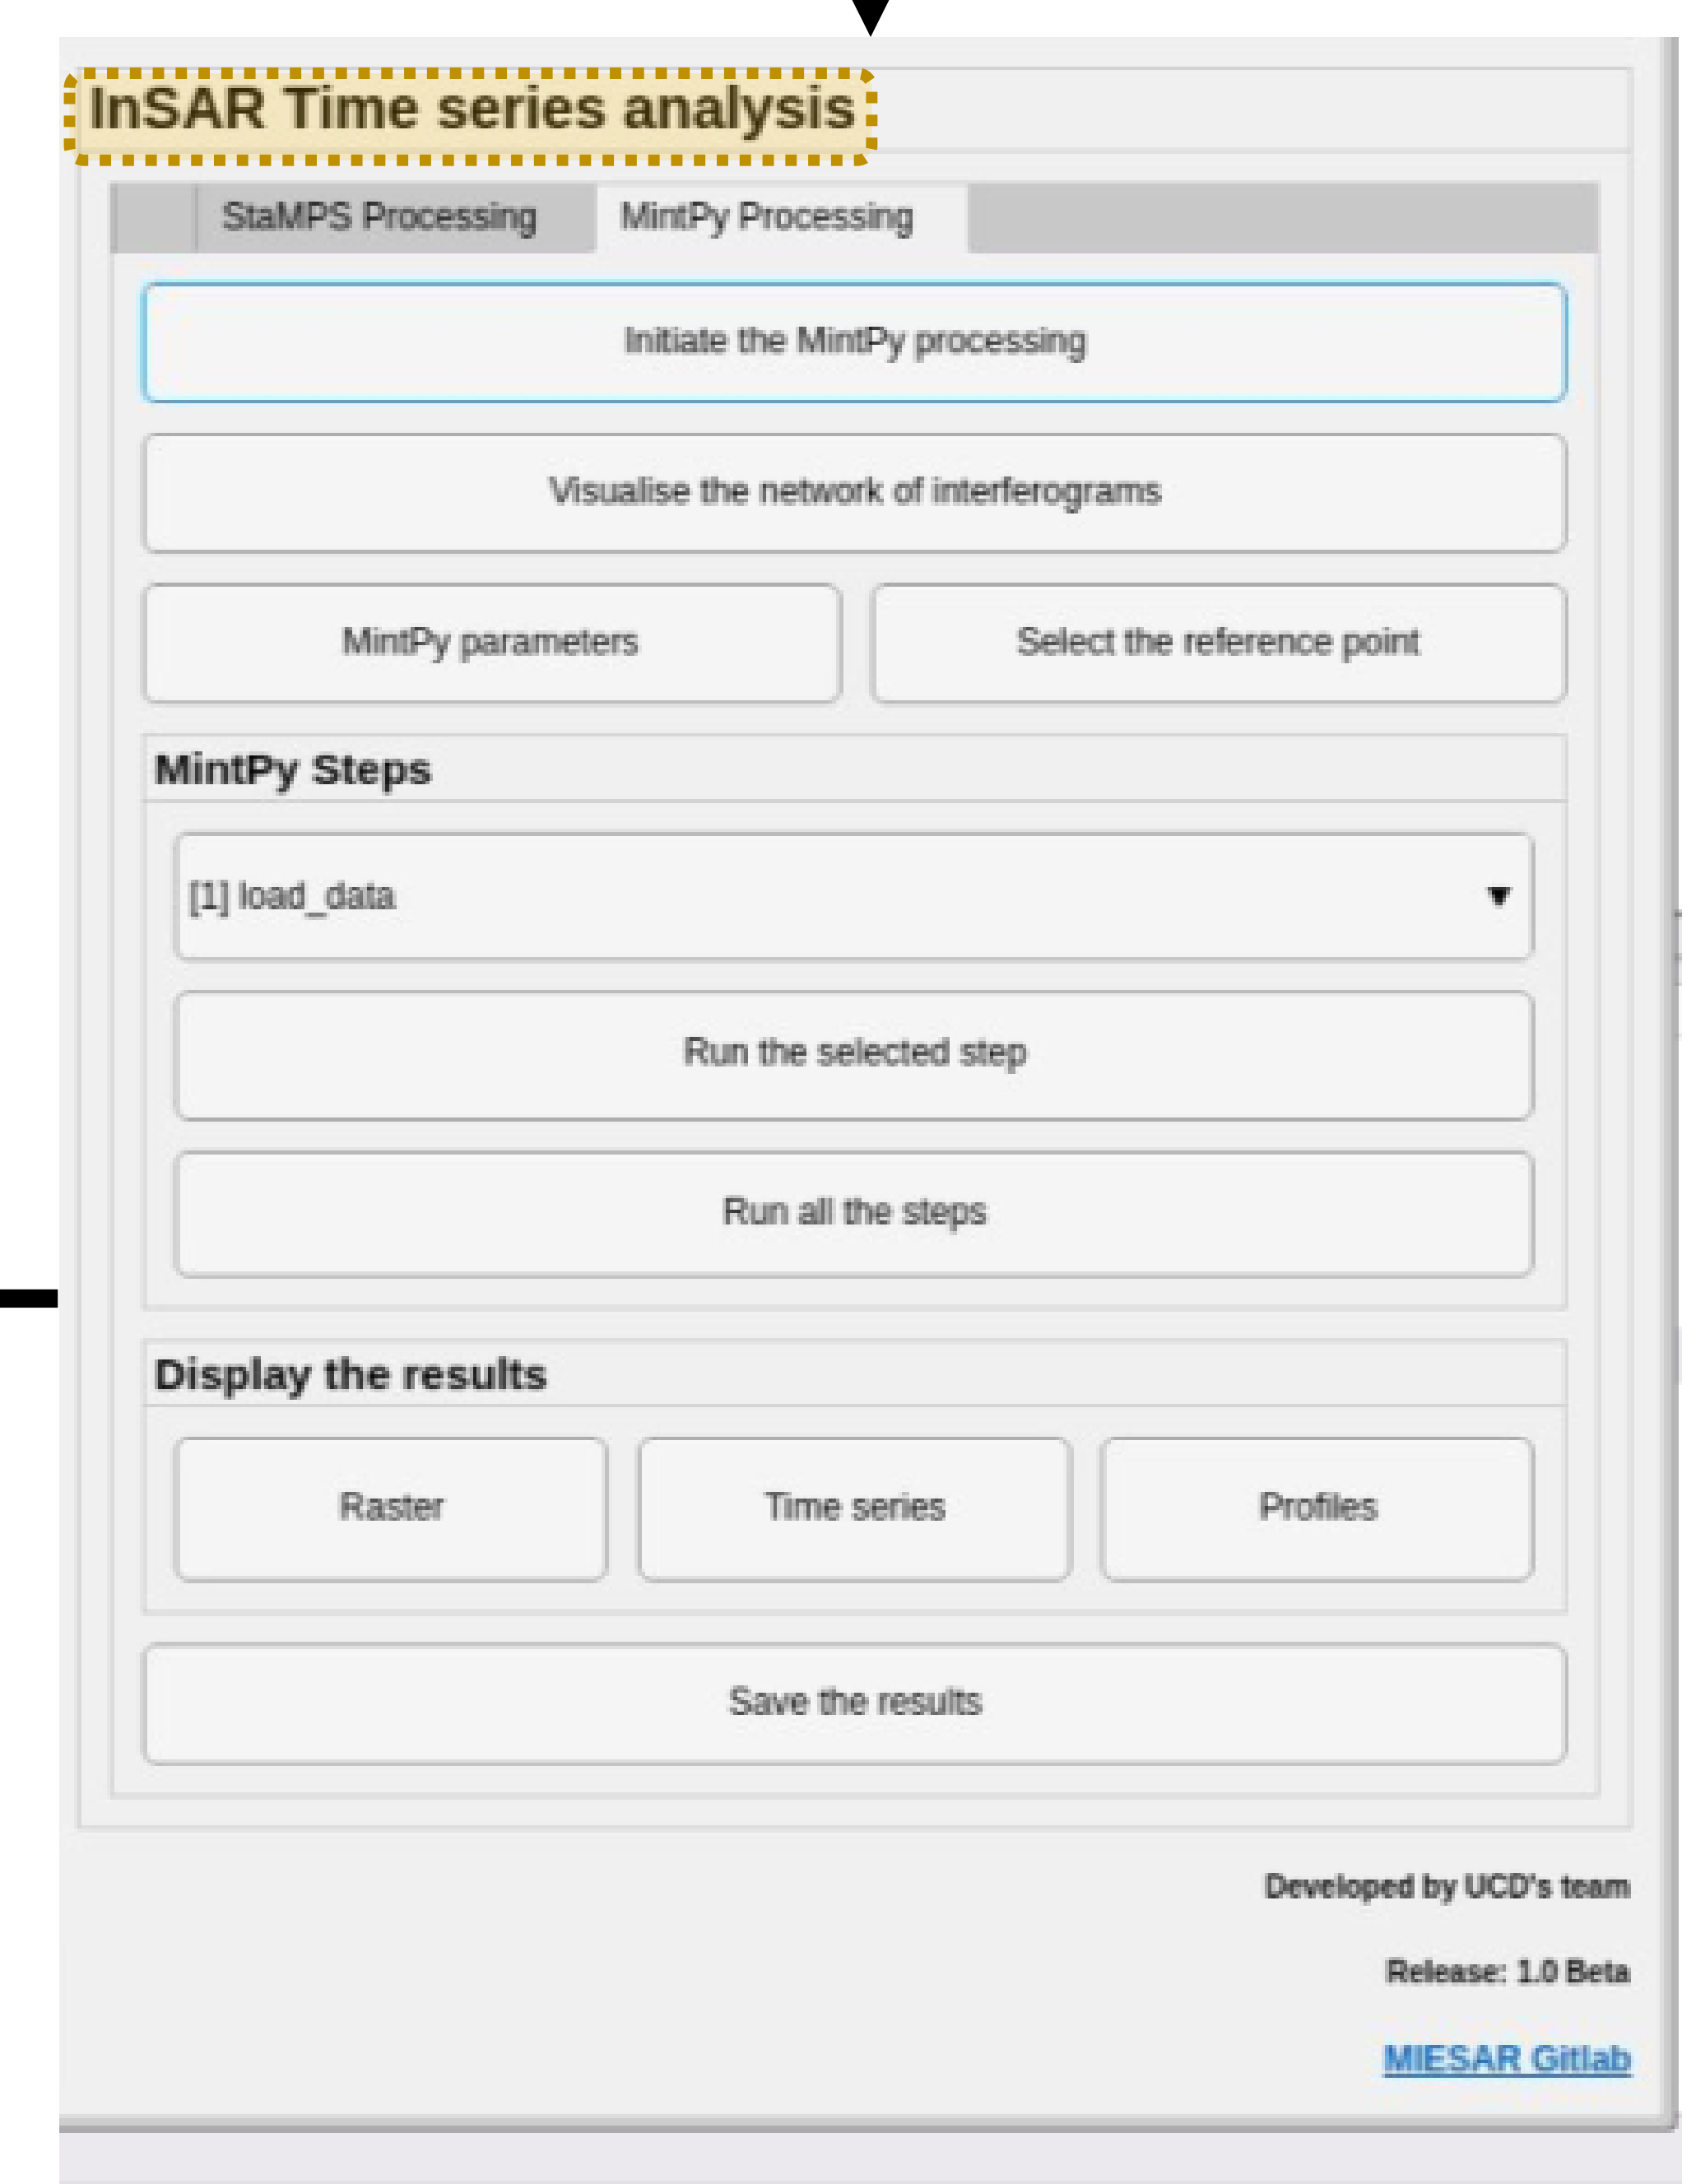 InSAR Time series analysis
StaMPS Processing MintPy Processing
Initiate the MintPy processing
Visualise the network of interferograms
MintPy parameters Select the reference point
MintPy Steps
[1] load_data
Run the selected step
Run all the steps
Display the results
Raster Time series Profiles
Save the results
Developed by UCD's team
Release: 1.0 Beta
MIESAR Gitlab